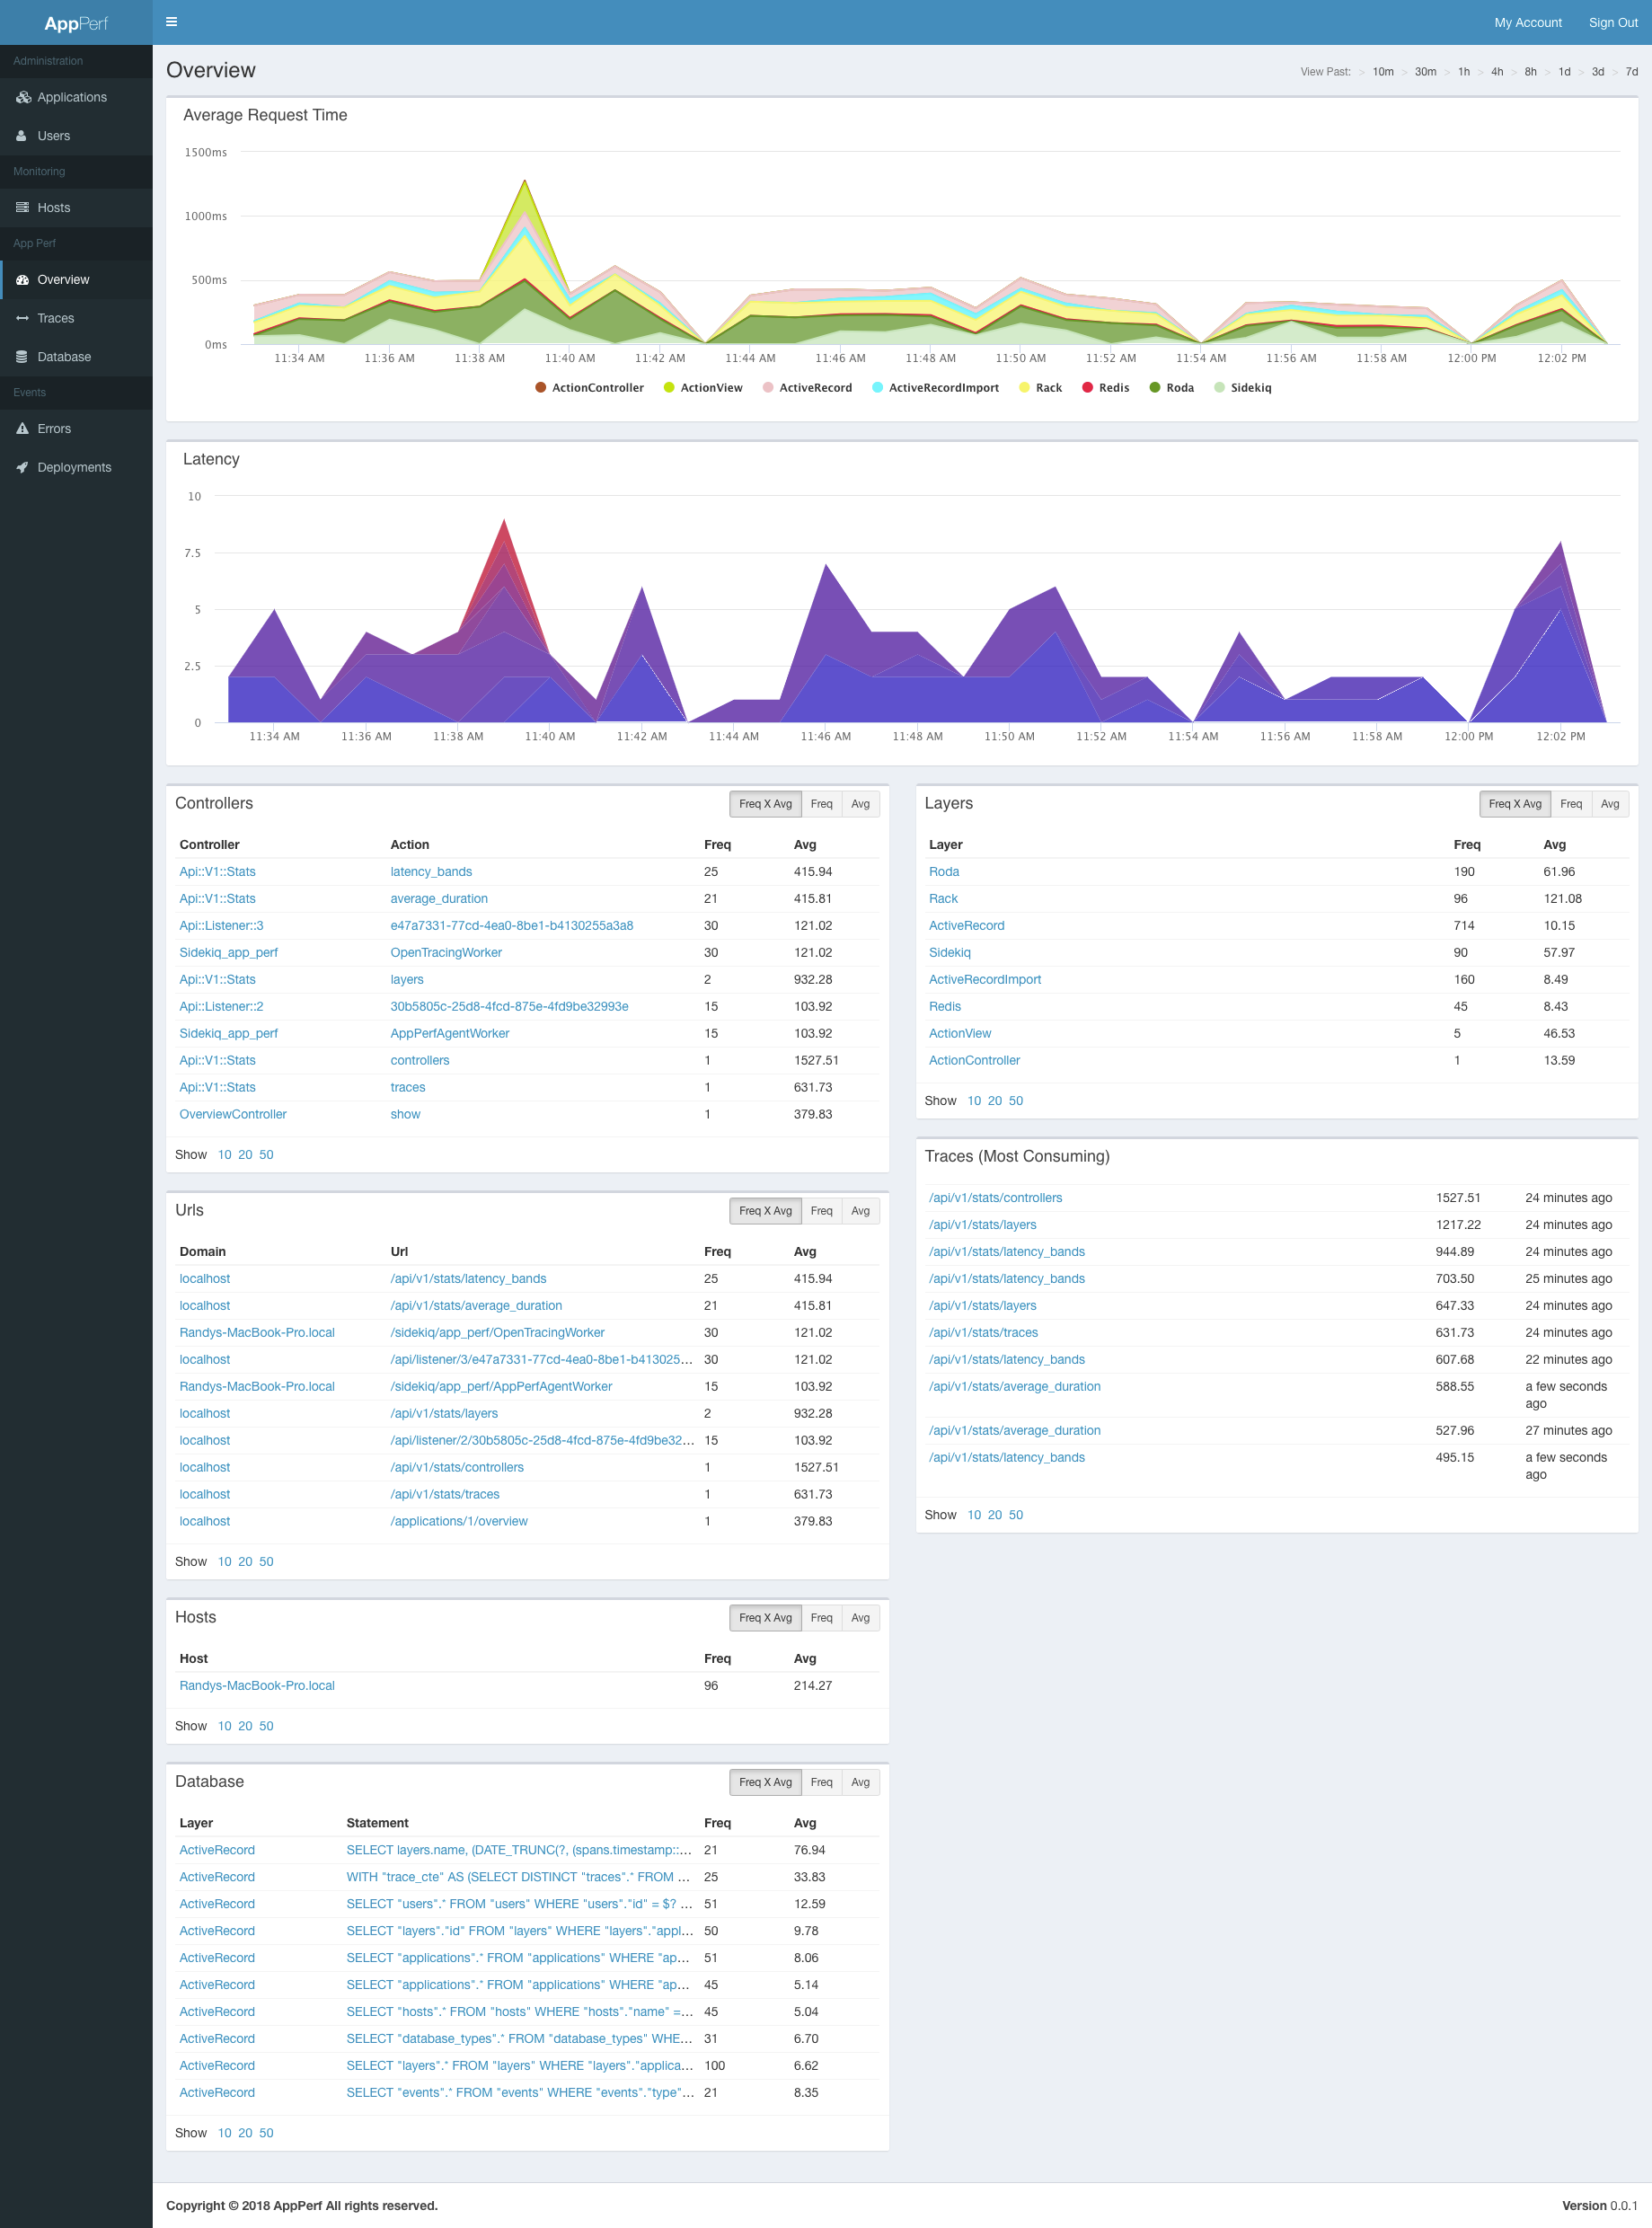 AppPerf
My Account Sign Out
Administration
Applications
Users
Monitoring
Hosts
App Perf
Overview
Traces
Database
Events
Errors
Deployments
Overview
View Past: > 10m > 30m > 1h > 4h > 8h > 1d > 3d > 7d
Average Request Time
1500ms
1000ms
500ms
0ms
11:34 AM 11:36 AM 11:38 AM 11:40 AM 11:42 AM 11:44 AM 11:46 AM 11:48 AM 11:50 AM 11:52 AM 11:54 AM 11:56 AM 11:58 AM 12:00 PM 12:02 PM
ActionController ActionView ActiveRecord ActiveRecordImport Rack Redis Roda Sidekiq
Latency
10
7.5
5
2.5
0
11:34 AM 11:36 AM 11:38 AM 11:40 AM 11:42 AM 11:44 AM 11:46 AM 11:48 AM 11:50 AM 11:52 AM 11:54 AM 11:56 AM 11:58 AM 12:00 PM 12:02 PM
Controllers Freq X Avg Freq Avg
Controller Action Freq Avg
Api::V1::Stats latency_bands 25 415.94
Api::V1::Stats average_duration 21 415.81
Api::Listener::3 e47a7331-77cd-4ea0-8be1-b4130255a3a8 30 121.02
Sidekiq_app_perf OpenTracingWorker 30 121.02
Api::V1::Stats layers 2 932.28
Api::Listener::2 30b5805c-25d8-4fcd-875e-4fd9be32993e 15 103.92
Sidekiq_app_perf AppPerfAgentWorker 15 103.92
Api::V1::Stats controllers 1 1527.51
Api::V1::Stats traces 1 631.73
OverviewController show 1 379.83
Show 10 20 50
Urls Freq X Avg Freq Avg
Domain Url Freq Avg
localhost /api/v1/stats/latency_bands 25 415.94
localhost /api/v1/stats/average_duration 21 415.81
Randys-MacBook-Pro.local /sidekiq/app_perf/OpenTracingWorker 30 121.02
localhost /api/listener/3/e47a7331-77cd-4ea0-8be1-b413025... 30 121.02
Randys-MacBook-Pro.local /sidekiq/app_perf/AppPerfAgentWorker 15 103.92
localhost /api/v1/stats/layers 2 932.28
localhost /api/listener/2/30b5805c-25d8-4fcd-875e-4fd9be32... 15 103.92
localhost /api/v1/stats/controllers 1 1527.51
localhost /api/v1/stats/traces 1 631.73
localhost /applications/1/overview 1 379.83
Show 10 20 50
Hosts Freq X Avg Freq Avg
Host Freq Avg
Randys-MacBook-Pro.local 96 214.27
Show 10 20 50
Database Freq X Avg Freq Avg
Layer Statement Freq Avg
ActiveRecord SELECT layers.name, (DATE_TRUNC(?, (spans.timestamp::... 21 76.94
ActiveRecord WITH "trace_cte" AS (SELECT DISTINCT "traces".* FROM ... 25 33.83
ActiveRecord SELECT "users".* FROM "users" WHERE "users"."id" = $? ... 51 12.59
ActiveRecord SELECT "layers"."id" FROM "layers" WHERE "layers"."appl... 50 9.78
ActiveRecord SELECT "applications".* FROM "applications" WHERE "ap... 51 8.06
ActiveRecord SELECT "applications".* FROM "applications" WHERE "ap... 45 5.14
ActiveRecord SELECT "hosts".* FROM "hosts" WHERE "hosts"."name" =... 45 5.04
ActiveRecord SELECT "database_types".* FROM "database_types" WHE... 31 6.70
ActiveRecord SELECT "layers".* FROM "layers" WHERE "layers"."applica... 100 6.62
ActiveRecord SELECT "events".* FROM "events" WHERE "events"."type"... 21 8.35
Show 10 20 50
Layers Freq X Avg Freq Avg
Layer Freq Avg
Roda 190 61.96
Rack 96 121.08
ActiveRecord 714 10.15
Sidekiq 90 57.97
ActiveRecordImport 160 8.49
Redis 45 8.43
ActionView 5 46.53
ActionController 1 13.59
Show 10 20 50
Traces (Most Consuming)
/api/v1/stats/controllers 1527.51 24 minutes ago
/api/v1/stats/layers 1217.22 24 minutes ago
/api/v1/stats/latency_bands 944.89 24 minutes ago
/api/v1/stats/latency_bands 703.50 25 minutes ago
/api/v1/stats/layers 647.33 24 minutes ago
/api/v1/stats/traces 631.73 24 minutes ago
/api/v1/stats/latency_bands 607.68 22 minutes ago
/api/v1/stats/average_duration 588.55 a few seconds
ago
/api/v1/stats/average_duration 527.96 27 minutes ago
/api/v1/stats/latency_bands 495.15 a few seconds
ago
Show 10 20 50
Copyright © 2018 AppPerf All rights reserved. Version 0.0.1